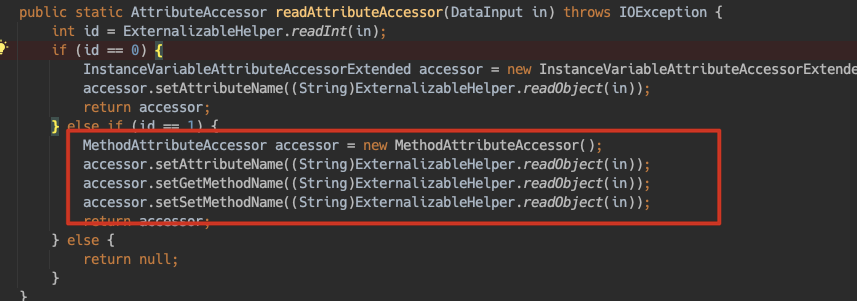 public static AttributeAccessor readAttributeAccessor(DataInput in) throws IOException {
int id = ExternalizableHelper.readInt(in);
if (id == 0) {
InstanceVariableAttributeAccessorExtended accessor = new InstanceVariableAttributeAccessorExtende
accessor.setAttributeName((String)ExternalizableHelper.readObject(in));
return accessor;
} else if (id == 1) {
MethodAttributeAccessor accessor = new MethodAttributeAccessor();
accessor.setAttributeName((String)ExternalizableHelper.readObject(in));
accessor.setGetMethodName((String)ExternalizableHelper.readObject(in));
accessor.setSetMethodName((String)ExternalizableHelper.readObject(in));
return accessor;
} else {
return null;
}
}